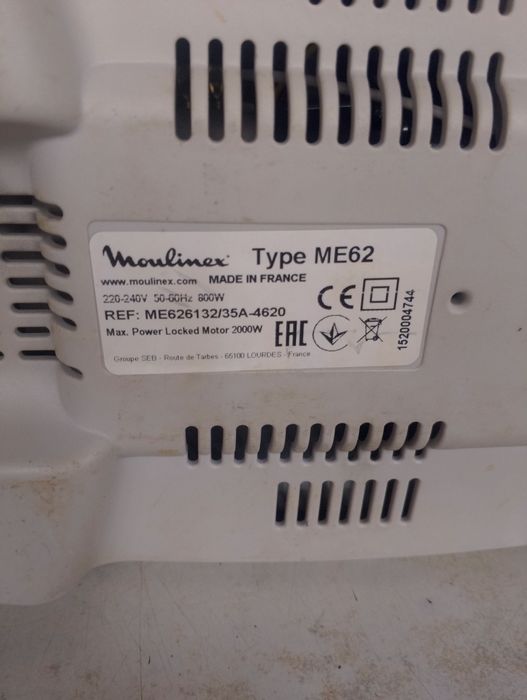 Moulinex Type ME62
www.moulinex.com MADE IN FRANCE
220-240V 50-60Hz 800W
REF: ME626132/35A-4620
Max. Power Locked Motor 2000W
Groupe SEB - Route de Tarbes - 65100 LOURDES - France
CE
EAC
1520004744